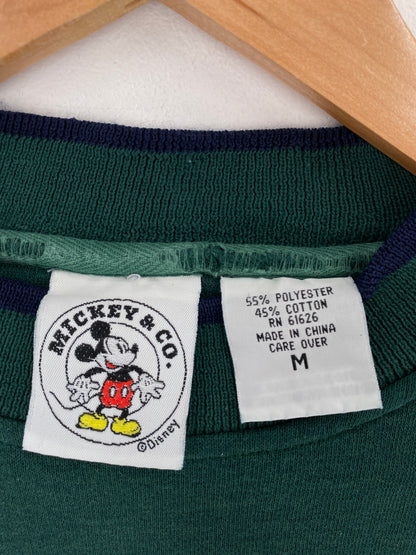 MICKEY & CO.
©Disney
55% POLYESTER
45% COTTON
RN 61626
MADE IN CHINA
CARE OVER
M